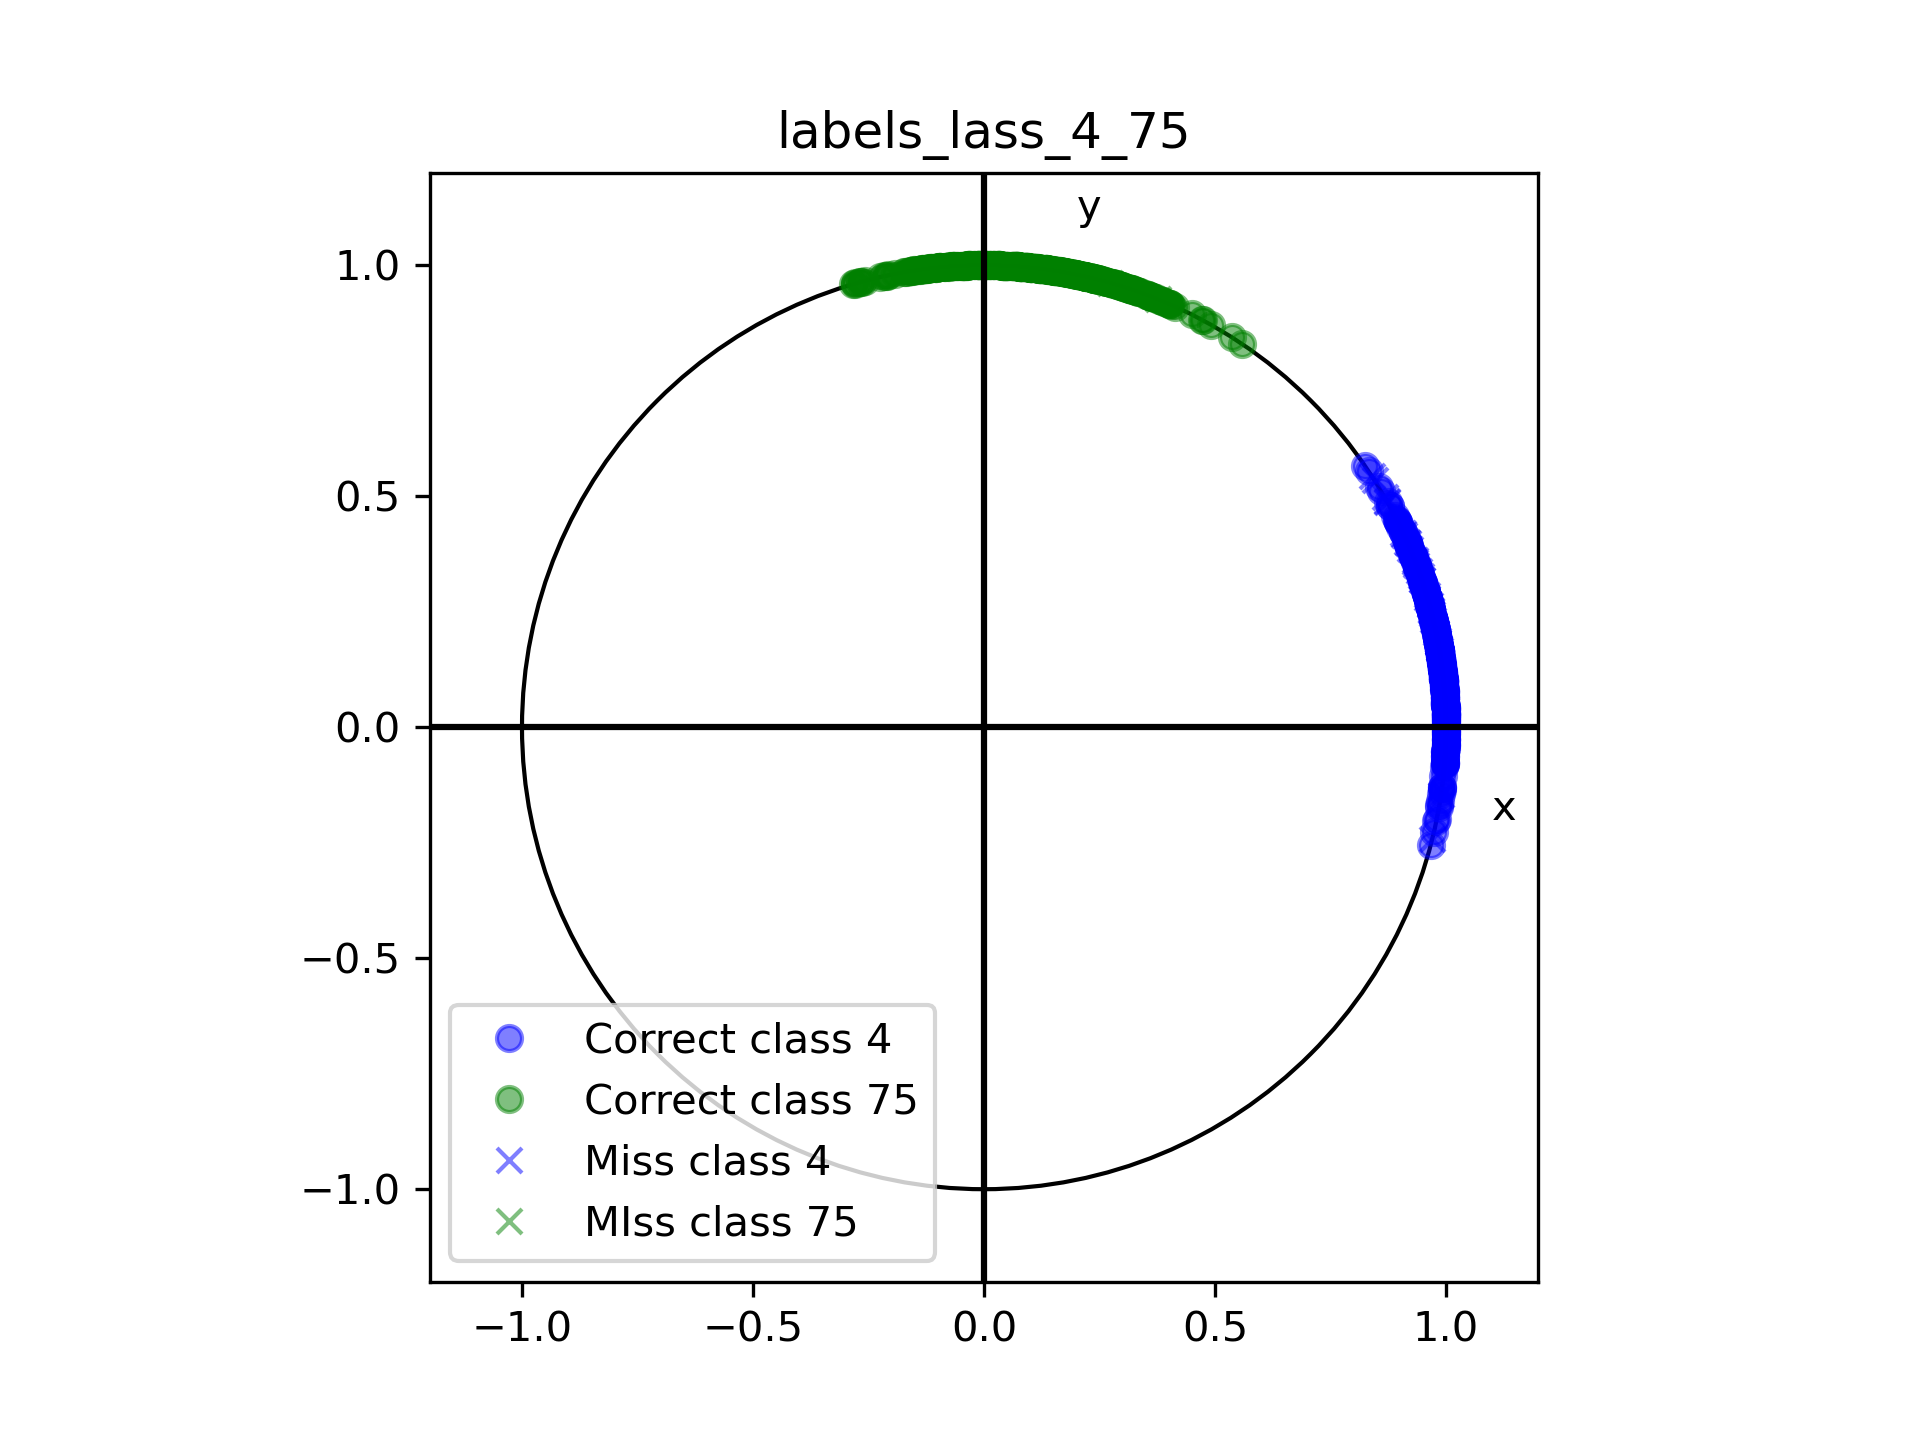 labels_lass_4_75
y
1.0
0.5
0.0
x
−0.5
−1.0
Correct class 4
Correct class 75
Miss class 4
MIss class 75
−1.0 −0.5 0.0 0.5 1.0